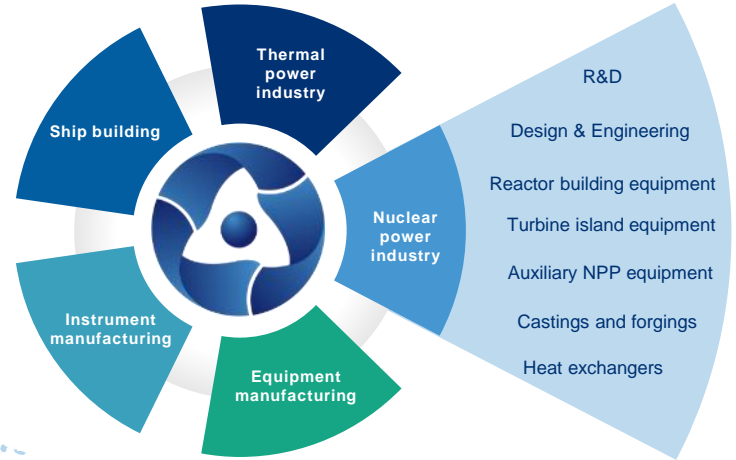 Thermal
power
industry
Ship building
Nuclear
power
industry
Instrument
manufacturing
Equipment
manufacturing
R&D
Design & Engineering
Reactor building equipment
Turbine island equipment
Auxiliary NPP equipment
Castings and forgings
Heat exchangers